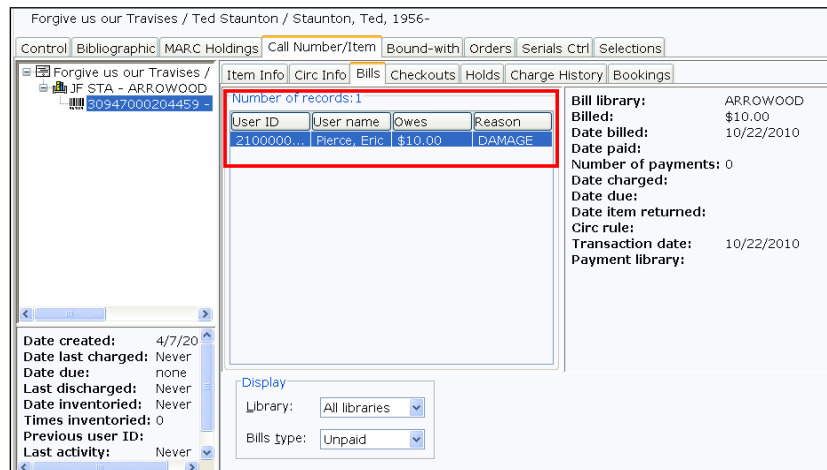 Forgive us our Travises / Ted Staunton / Staunton, Ted, 1956-
Control Bibliographic MARC Holdings Call Number/Item Bound-with Orders Serials Ctrl Selections
Forgive us our Travises /
JF STA - ARROWOOD
30947000204459 -
Item Info Circ Info Bills Checkouts Holds Charge History Bookings
Number of records:1
User ID User name Owes Reason
2100000... Pierce, Eric $10.00 DAMAGE
Bill library: ARROWOOD
Billed: $10.00
Date billed: 10/22/2010
Date paid:
Number of payments: 0
Date charged:
Date due:
Date item returned:
Circ rule:
Transaction date: 10/22/2010
Payment library:
Date created: 4/7/20
Date last charged: Never
Date due: none
Last discharged: Never
Date inventoried: Never
Times inventoried: 0
Previous user ID:
Last activity: Never
Display
Library: All libraries
Bills type: Unpaid